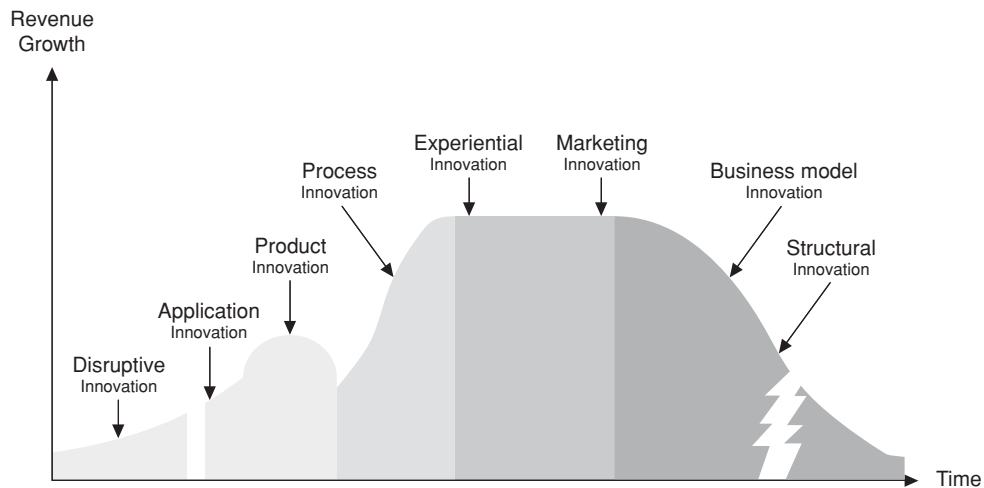 Revenue
Growth
Experiential
Innovation
Marketing
Innovation
Process
Innovation
Business model
Innovation
Product
Innovation
Structural
Innovation
Application
Innovation
Disruptive
Innovation
Time